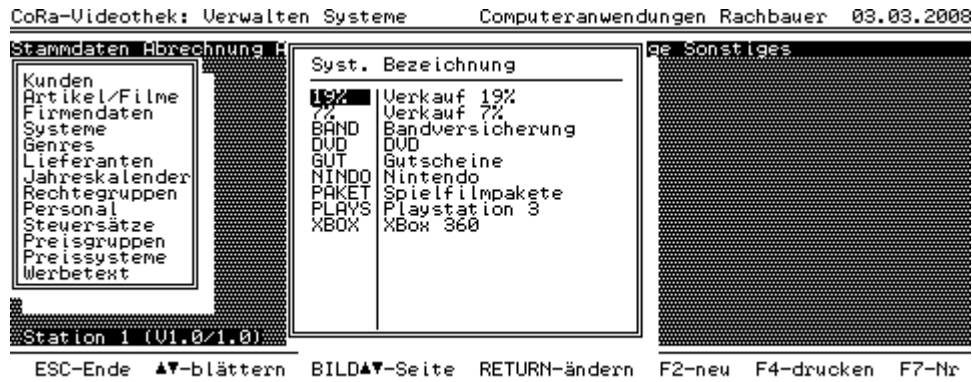 CoRa-Videothek: Verwalten Systeme Computeranwendungen Rachbauer 03.03.2008
Stammdaten Abrechnung A
ge Sonstiges
Kunden
Artikel/Filme
Firmendaten
Systeme
Genres
Lieferanten
Jahreskalender
Rechtegruppen
Personal
Steuersätze
Preisgruppen
Preissysteme
Werbetext
Syst. Bezeichnung
19% Verkauf 19%
7% Verkauf 7%
BAND Bandversicherung
DVD DVD
GUT Gutscheine
NINDO Nintendo
PAKET Spielfilmpakete
PLAYS Playstation 3
XBOX XBox 360
Station 1 (V1.0/1.0)
ESC-Ende ▲▼-blättern BILD▲▼-Seite RETURN-ändern F2-neu F4-drucken F7-Nr